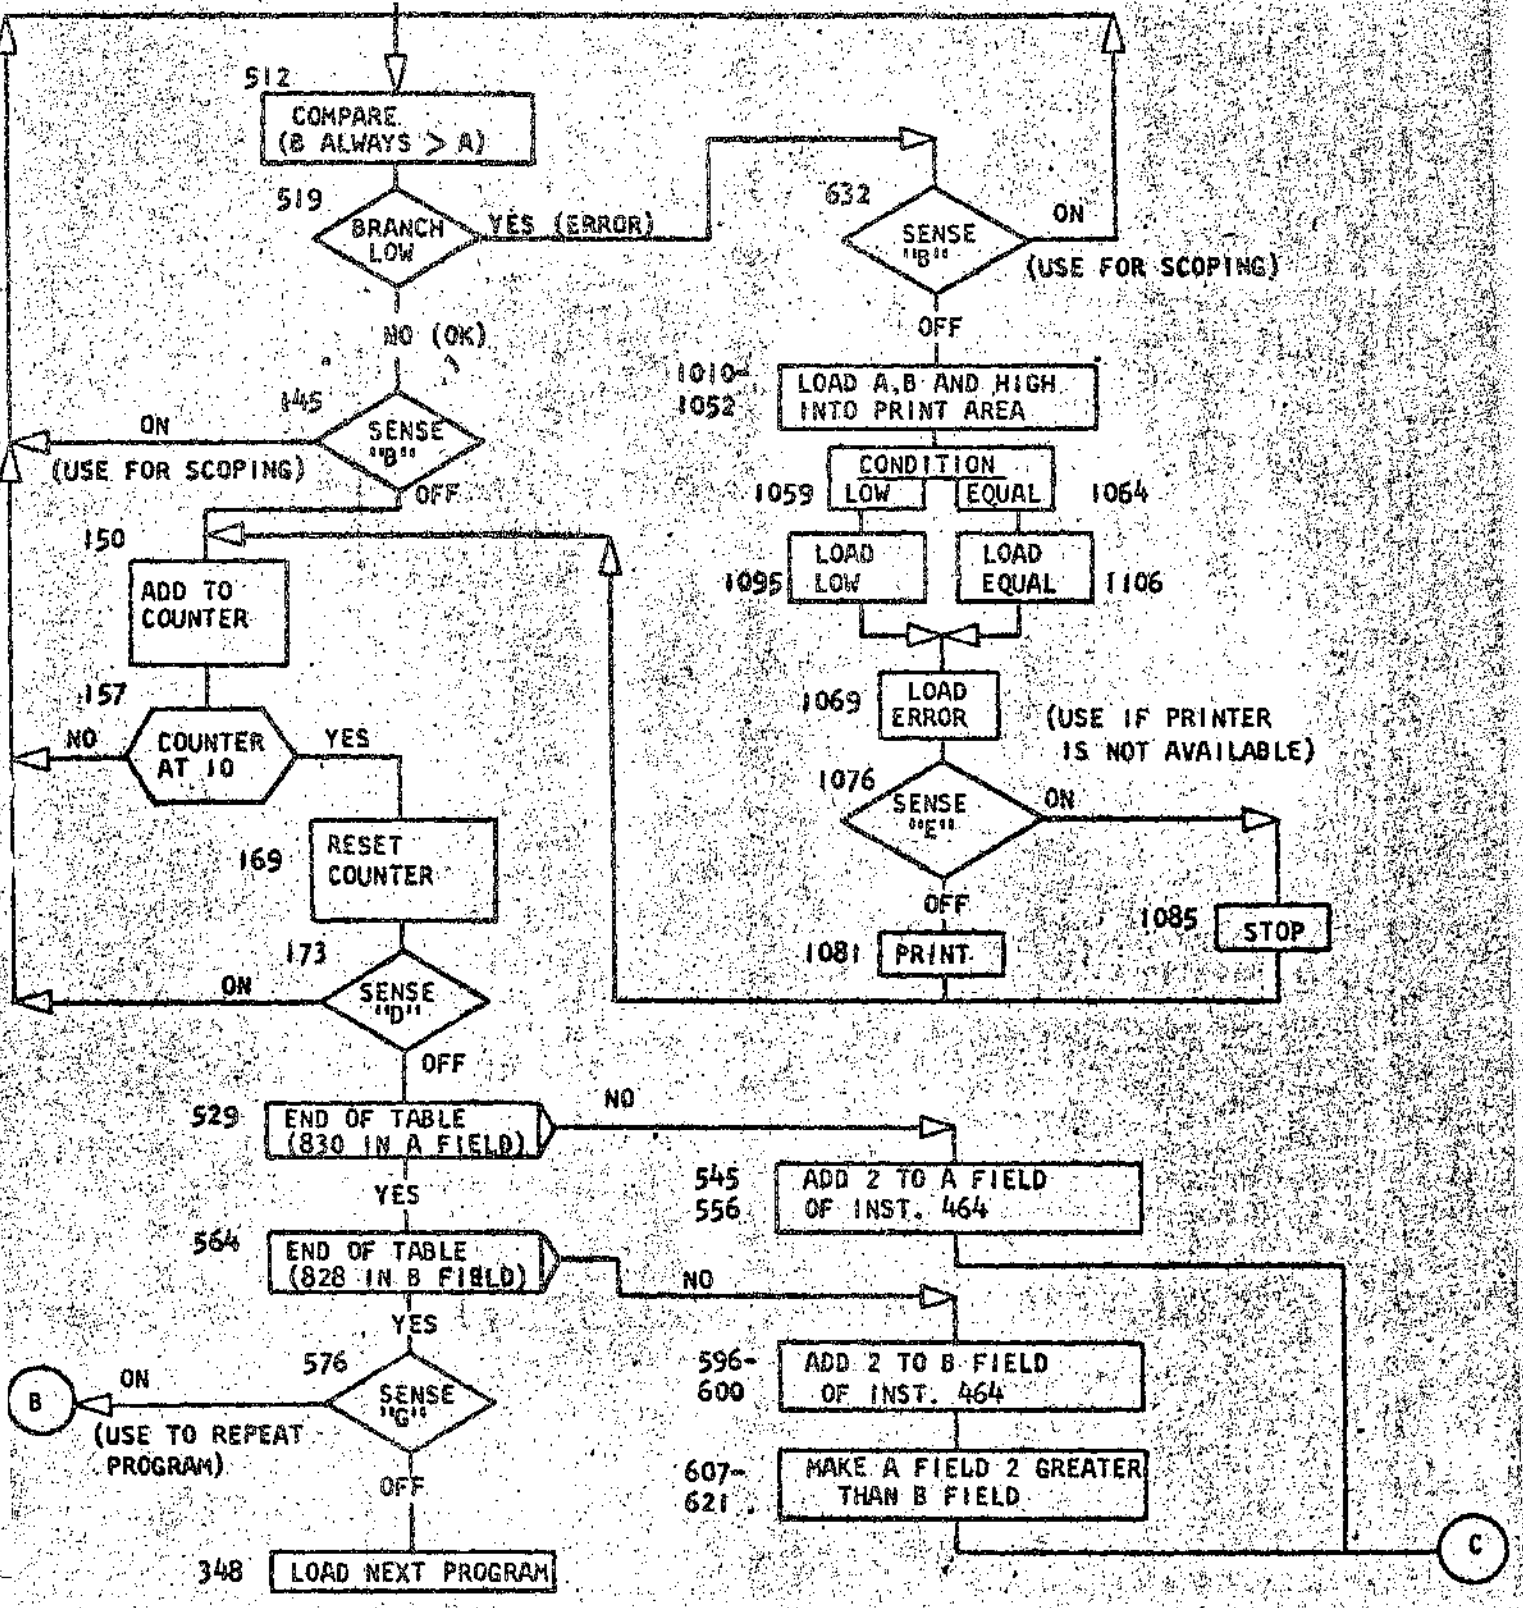 512
COMPARE
(B ALWAYS > A)
519
BRANCH
LOW
YES (ERROR)
632
SENSE
"B"
ON
(USE FOR SCOPING)
NO (OK)
OFF
145
SENSE
"B"
ON
(USE FOR SCOPING)
OFF
1010-
1052
LOAD A,B AND HIGH
INTO PRINT AREA
CONDITION
1059
LOW
EQUAL
1064
150
ADD TO
COUNTER
1095
LOAD
LOW
LOAD
EQUAL
1106
157
COUNTER
AT 10
NO
YES
1069
LOAD
ERROR
(USE IF PRINTER
IS NOT AVAILABLE)
1076
SENSE
"E"
ON
169
RESET
COUNTER
OFF
1081
PRINT
1085
STOP
173
SENSE
"D"
ON
OFF
529
END OF TABLE
(830 IN A FIELD)
NO
545
556
ADD 2 TO A FIELD
OF INST. 464
YES
564
END OF TABLE
(828 IN B FIELD)
NO
YES
596-
600
ADD 2 TO B FIELD
OF INST. 464
576
SENSE
"G"
ON
B
(USE TO REPEAT
PROGRAM)
OFF
607-
621
MAKE A FIELD 2 GREATER
THAN B FIELD
C
348
LOAD NEXT PROGRAM